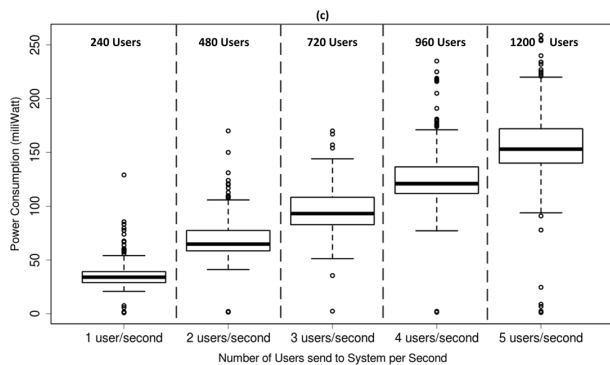 (c)
240 Users 480 Users 720 Users 960 Users 1200 Users
250
200
150
100
50
0
Power Consumption (miliWatt)
1 user/second 2 users/second 3 users/second 4 users/second 5 users/second
Number of Users send to System per Second